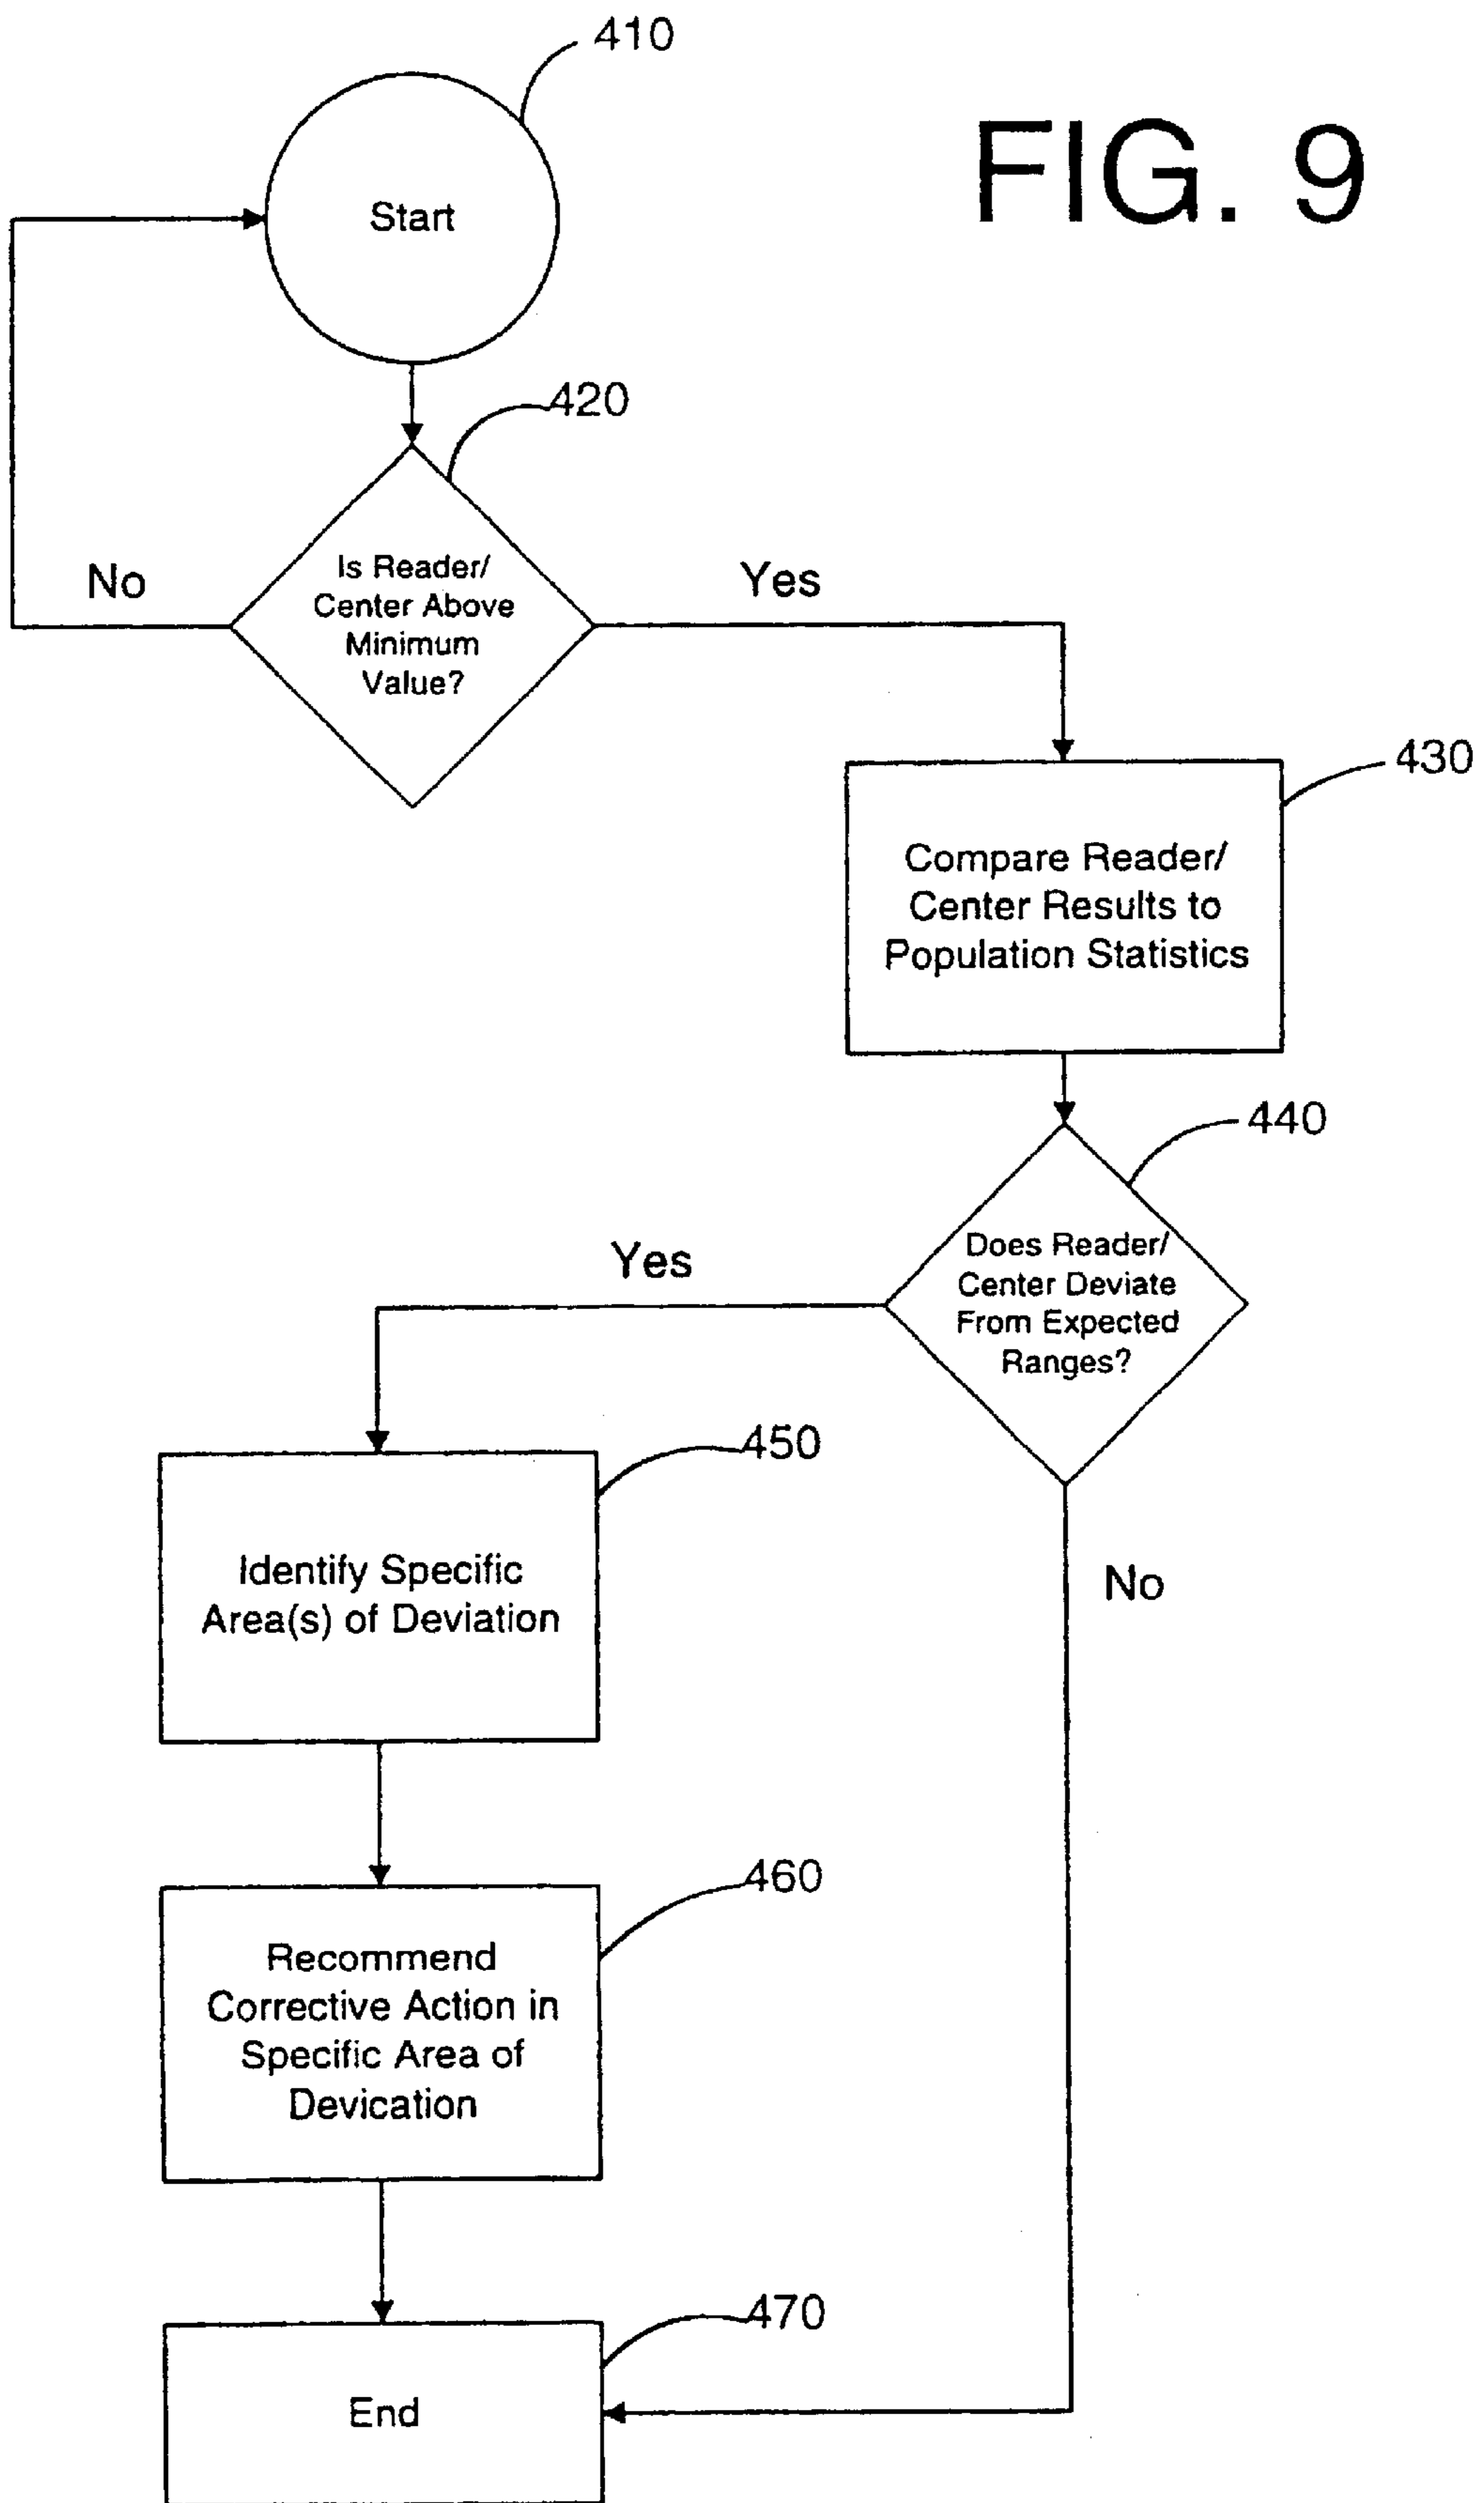 410
FIG. 9
Start
420
Is Reader/
Center Above
Minimum
Value?
No
Yes
430
Compare Reader/
Center Results to
Population Statistics
440
Does Reader/
Center Deviate
From Expected
Ranges?
Yes
No
450
Identify Specific
Area(s) of Deviation
460
Recommend
Corrective Action in
Specific Area of
Devication
470
End